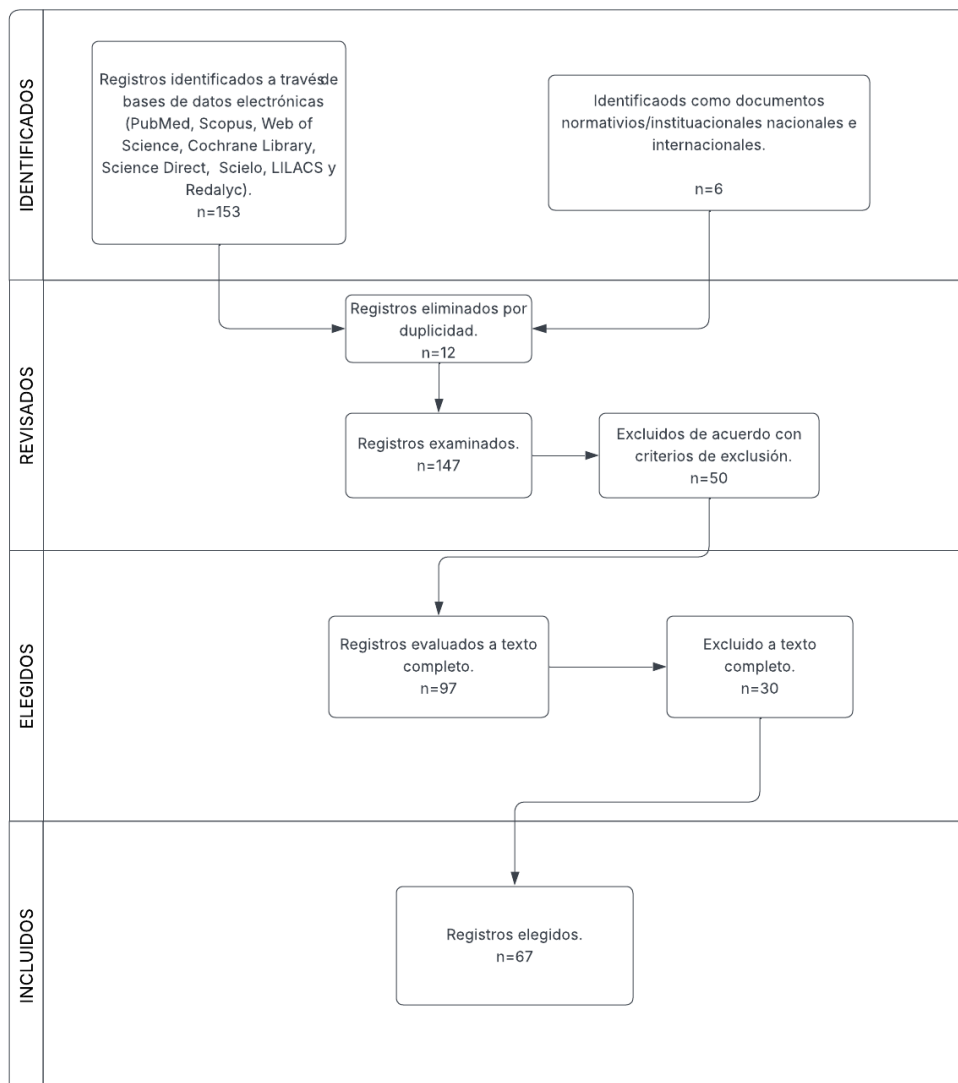 IDENTIFICADOS
Registros identificados a través de
bases de datos electrónicas
(PubMed, Scopus, Web of
Science, Cochrane Library,
Science Direct, Scielo, LILACS y
Redalyc).
n=153
Identificaods como documentos
normativios/instituacionales nacionales e
internacionales.
n=6
REVISADOS
Registros eliminados por
duplicidad.
n=12
Registros examinados.
n=147
Excluidos de acuerdo con
criterios de exclusión.
n=50
ELEGIDOS
Registros evaluados a texto
completo.
n=97
Excluido a texto
completo.
n=30
INCLUIDOS
Registros elegidos.
n=67